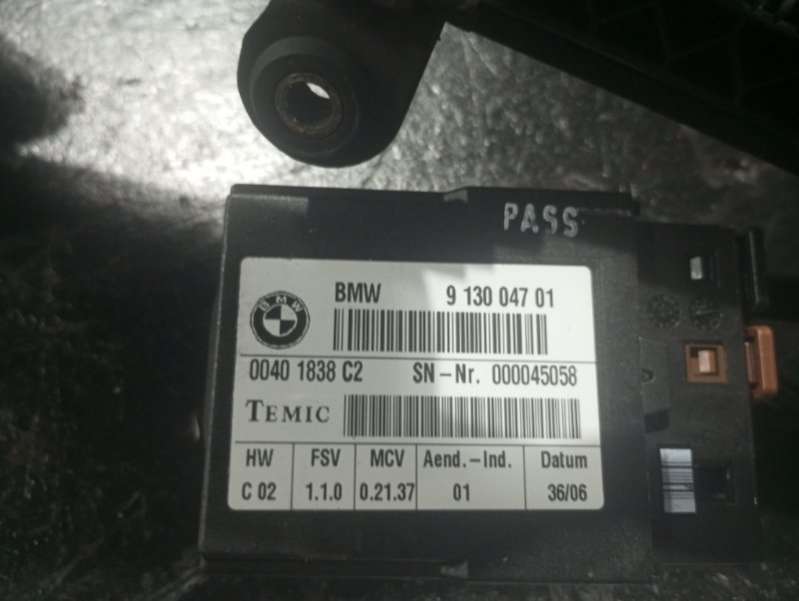 PASS
BMW 9 130 047 01
BMW
0040 1838 C2 SN-Nr. 000045058
TEMIC
HW FSV MCV Aend.-Ind. Datum
C 02 1.1.0 0.21.37 01 36/06